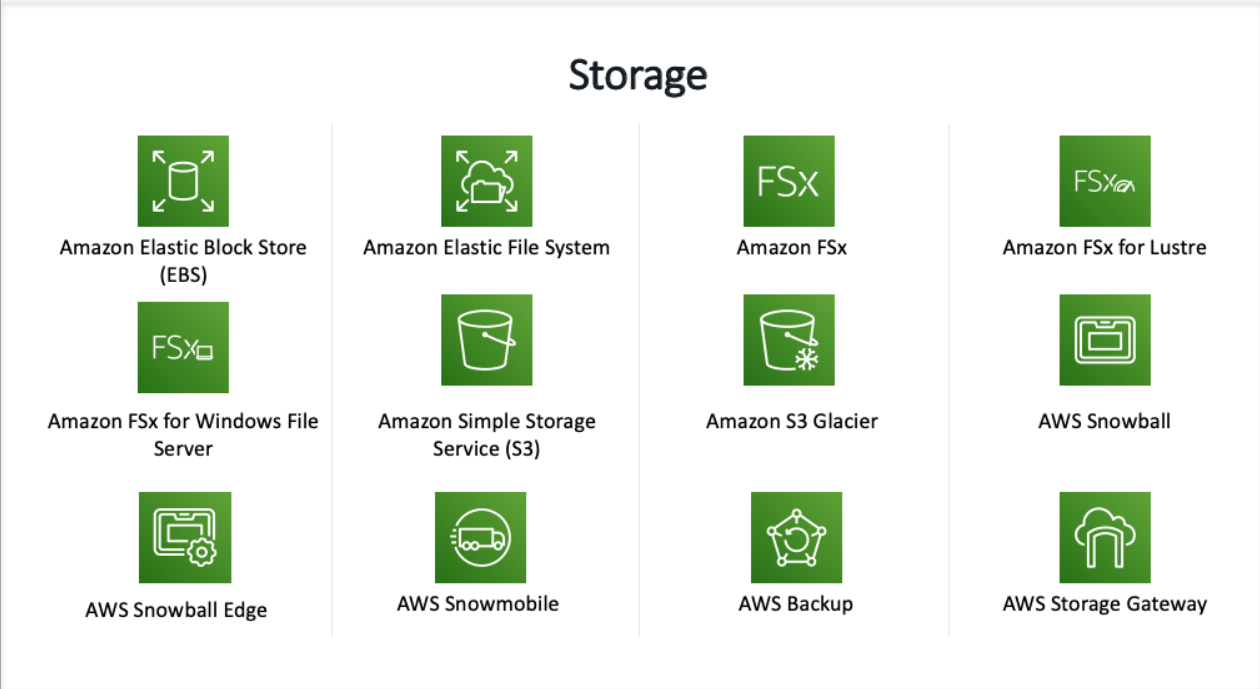 Storage
Amazon Elastic Block Store
(EBS)
Amazon Elastic File System
FSx
Amazon FSx
FSx
Amazon FSx for Lustre
FSx
Amazon FSx for Windows File
Server
Amazon Simple Storage
Service (S3)
Amazon S3 Glacier
AWS Snowball
AWS Snowball Edge
AWS Snowmobile
AWS Backup
AWS Storage Gateway